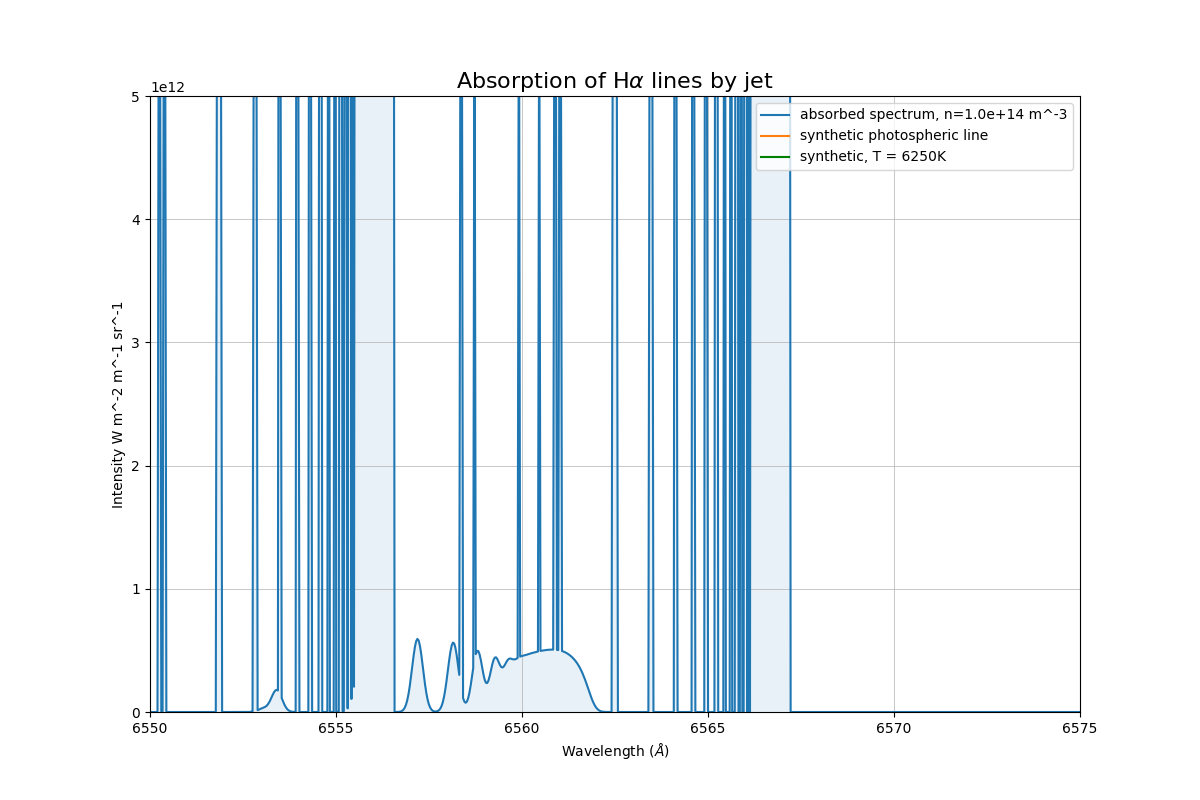 Absorption of Hα lines by jet
1e12
absorbed spectrum, n=1.0e+14 m^-3
synthetic photospheric line
synthetic, T = 6250K
5
4
3
2
1
0
Intensity W m^-2 m^-1 sr^-1
6550
6555
6560
6565
6570
6575
Wavelength (Å)